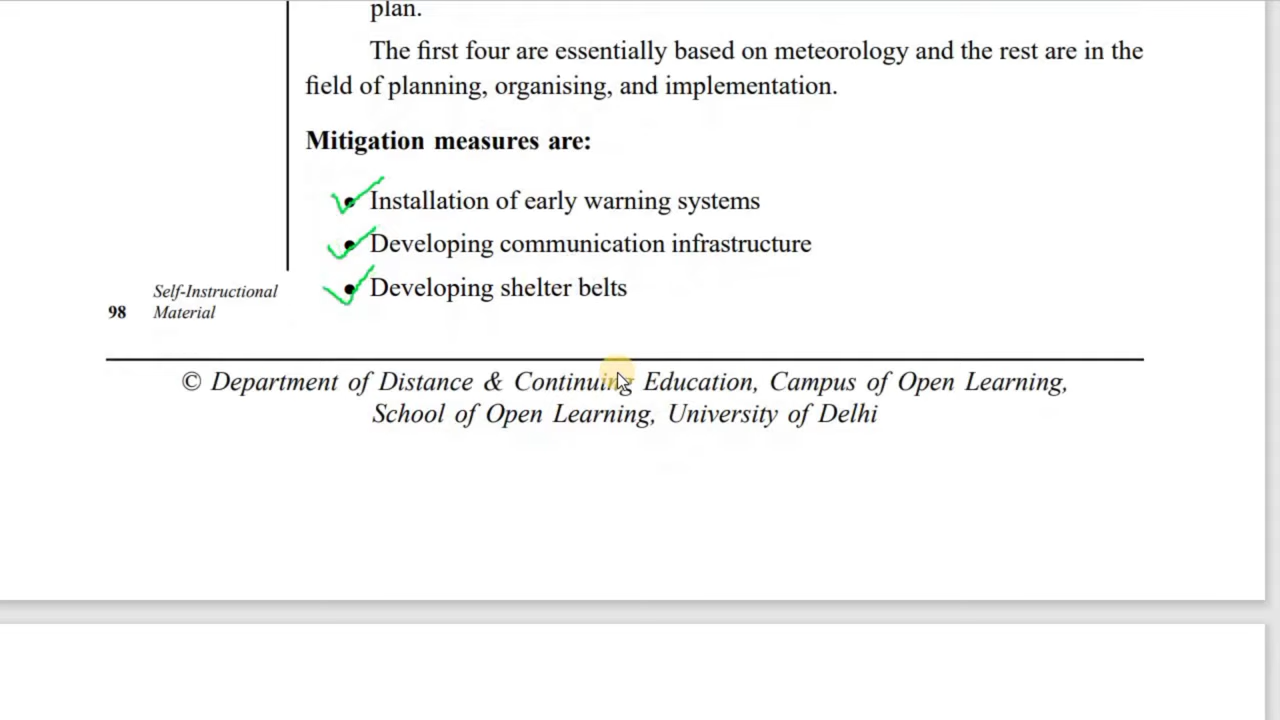 plan.
The first four are essentially based on meteorology and the rest are in the
field of planning, organising, and implementation.
Mitigation measures are:
• Installation of early warning systems
• Developing communication infrastructure
• Developing shelter belts
Self-Instructional
98 Material
© Department of Distance & Continuing Education, Campus of Open Learning,
School of Open Learning, University of Delhi